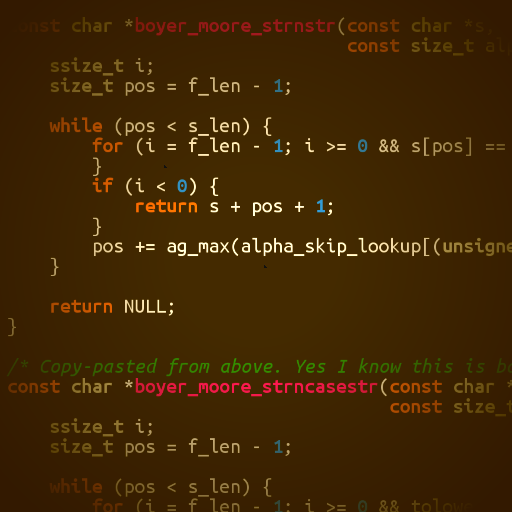 const char *boyer_moore_strnstr(const char *s,
const size_t al
ssize_t i;
size_t pos = f_len - 1;
while (pos < s_len) {
for (i = f_len - 1; i >= 0 && s[pos] ==
}
if (i < 0) {
return s + pos + 1;
}
pos += ag_max(alpha_skip_lookup[(unsigne
}
return NULL;
}
/* Copy-pasted from above. Yes I know this is b
const char *boyer_moore_strncasestr(const char *
const size_t
ssize_t i;
size_t pos = f_len - 1;
while (pos < s_len) {
for (i = f_len - 1; i >= 0 && tolow